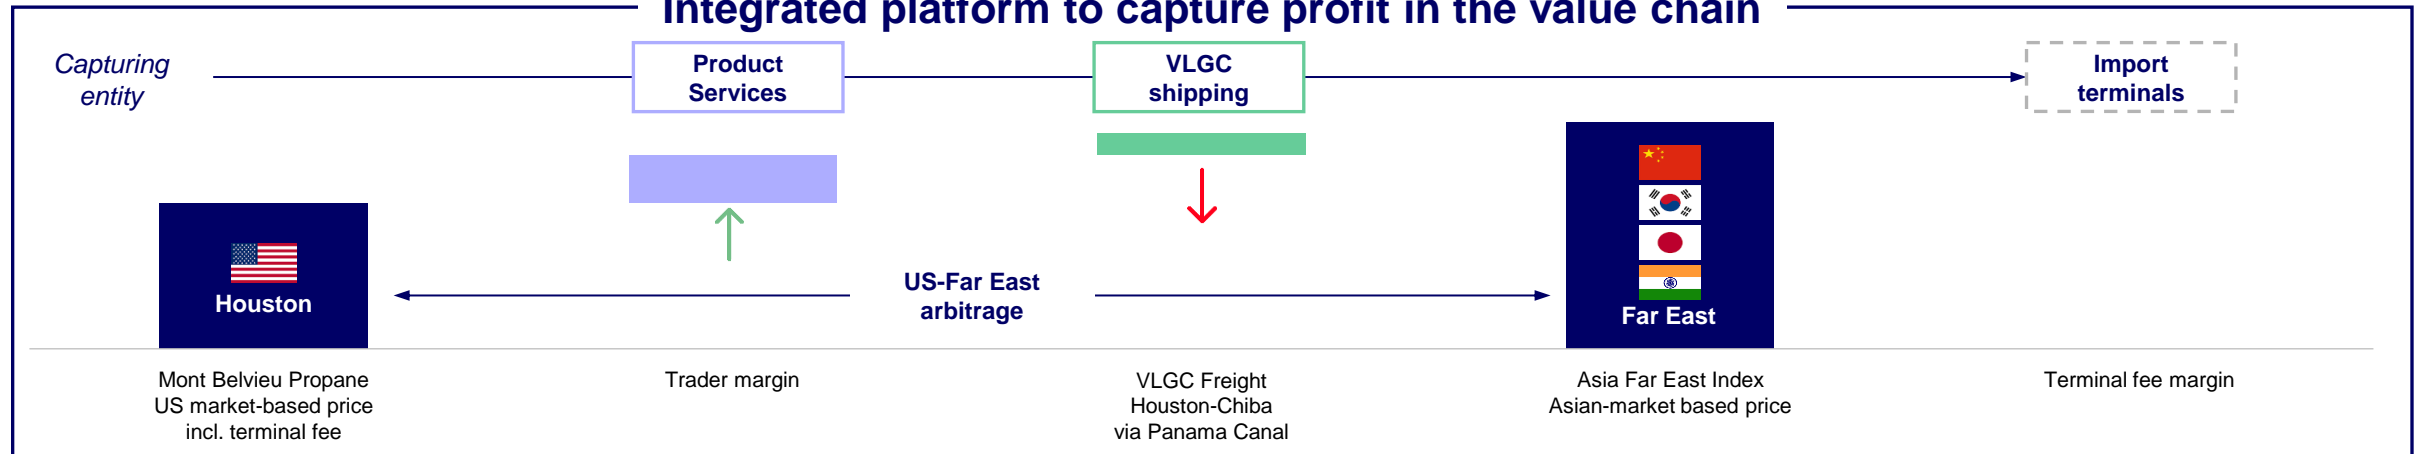 Integrated platform to capture profit in the value chain
Capturing
entity
Product
Services
VLGC
shipping
Import
terminals
Houston
US-Far East
arbitrage
Far East
Mont Belvieu Propane
US market-based price
incl. terminal fee
Trader margin
VLGC Freight
Houston-Chiba
via Panama Canal
Asia Far East Index
Asian-market based price
Terminal fee margin